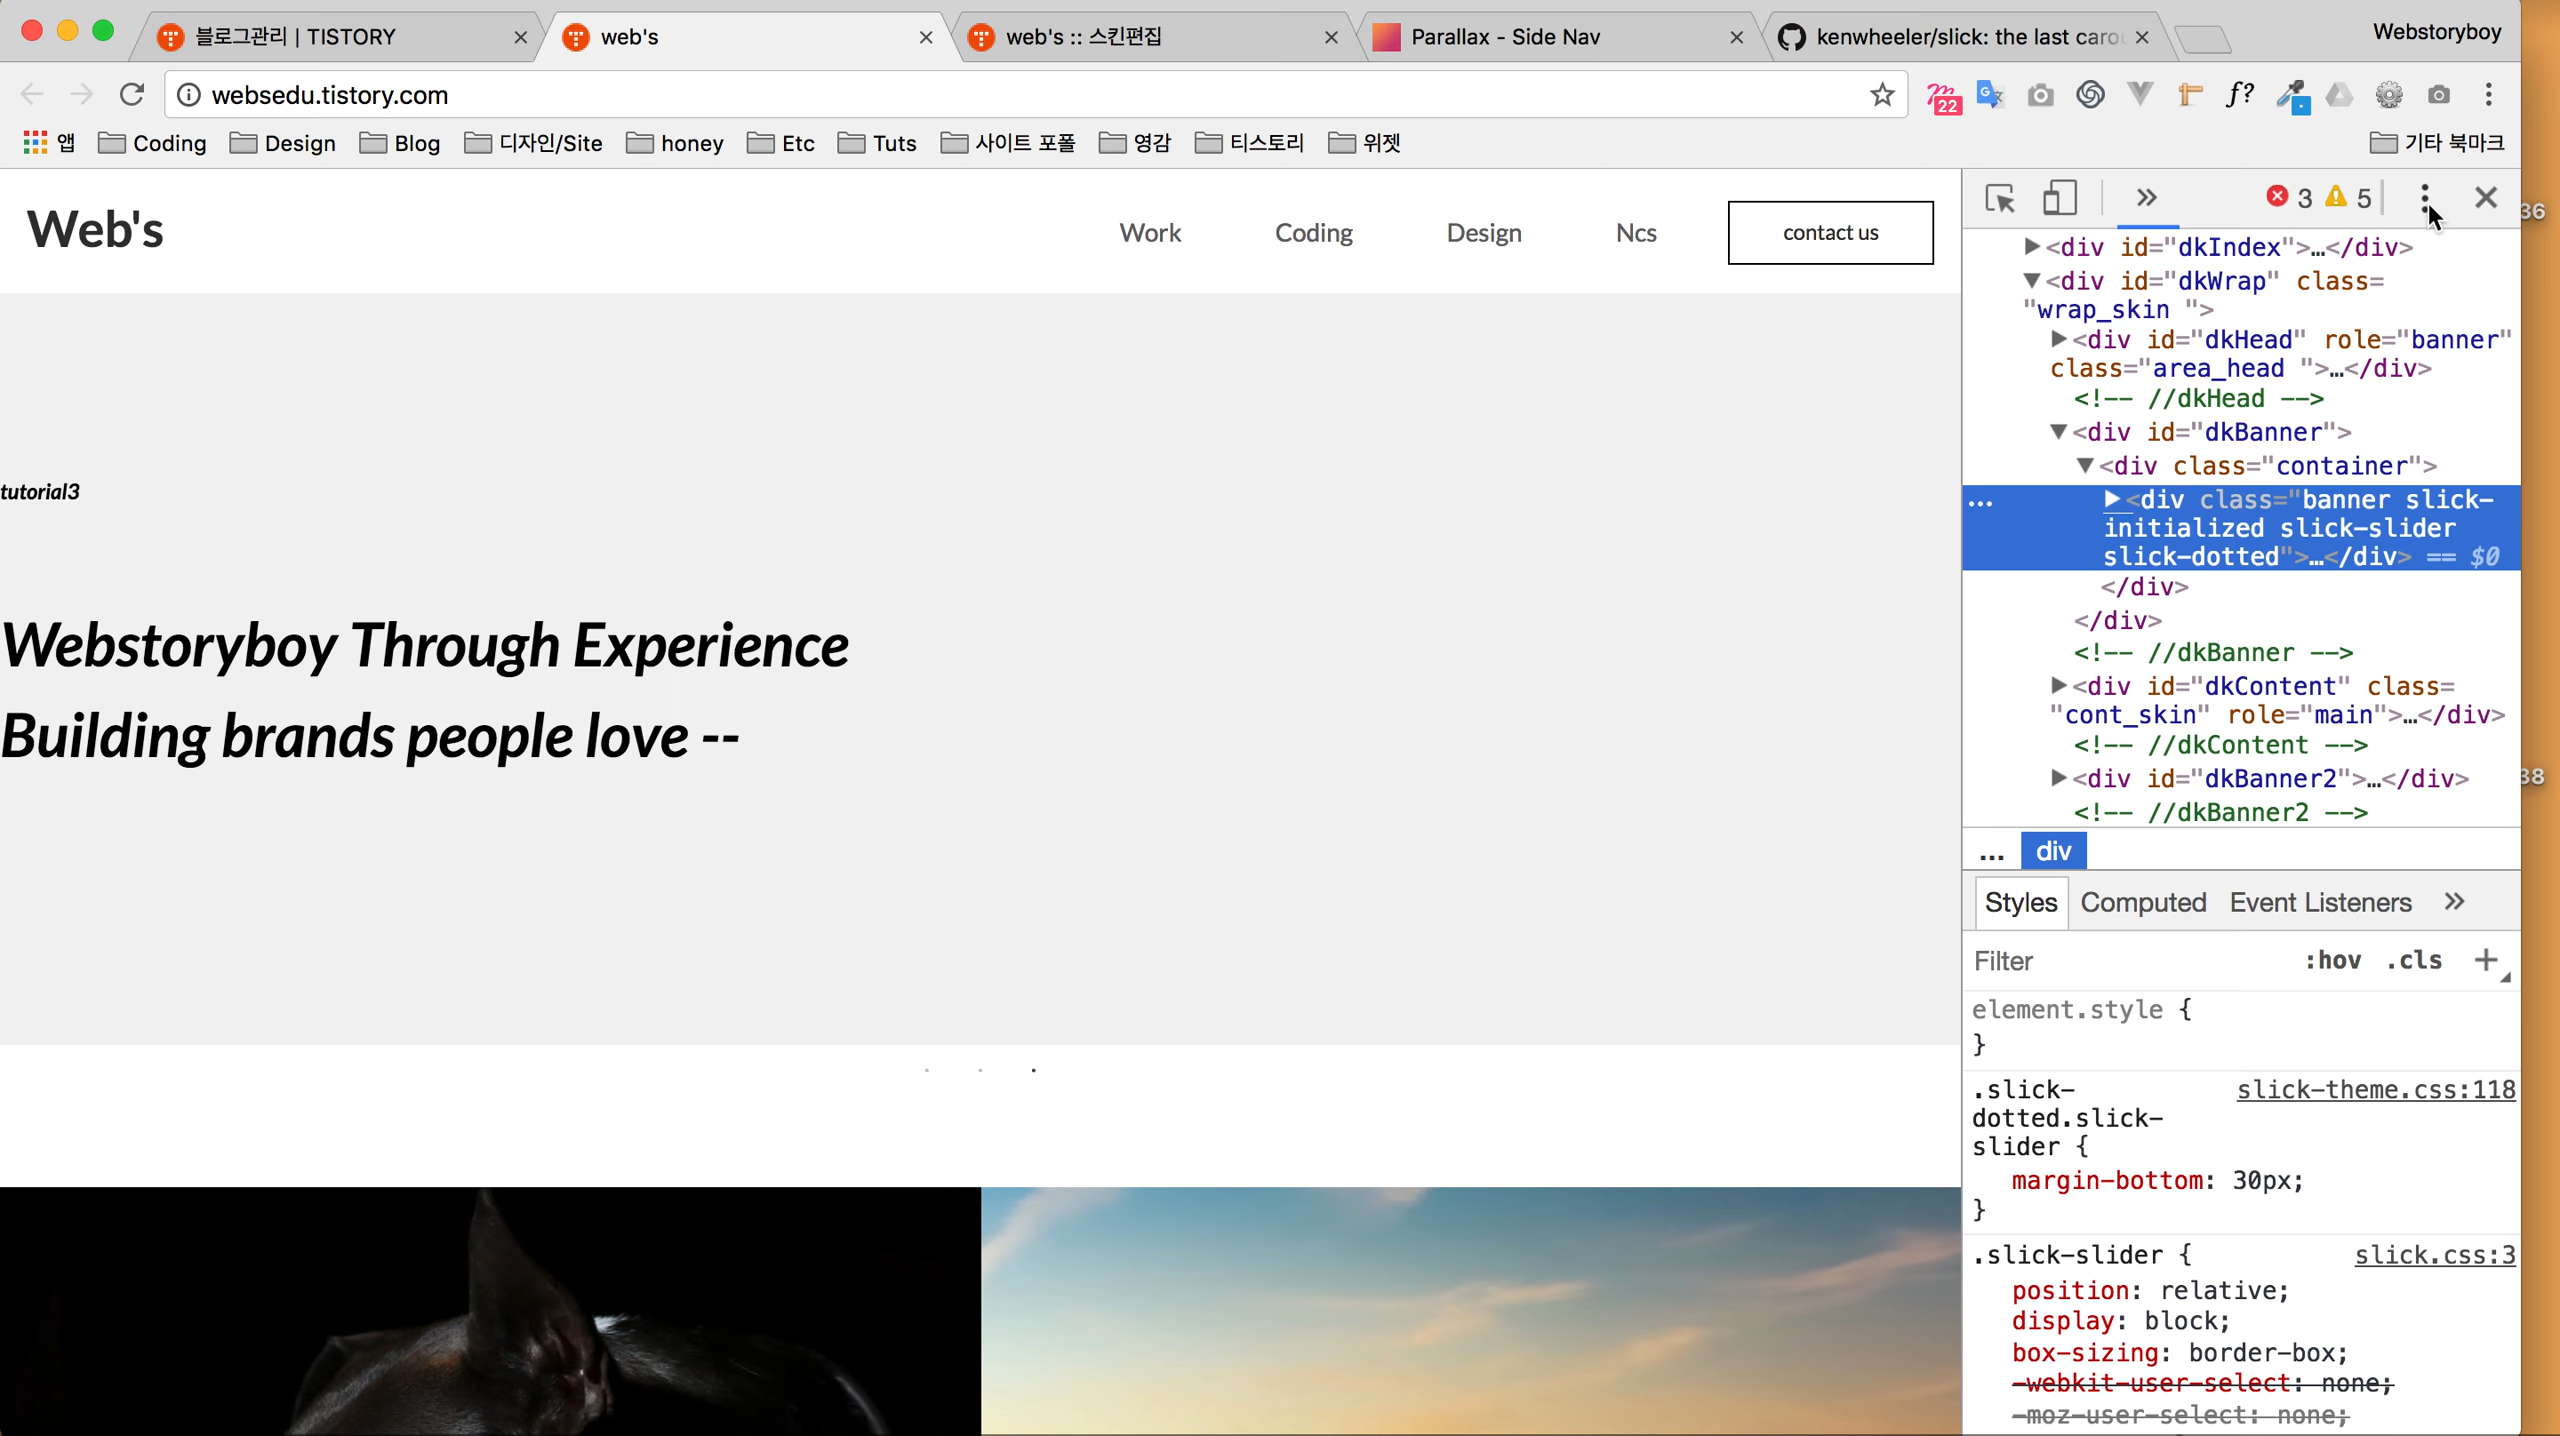 블로그관리 | TISTORY
web's
web's :: 스킨편집
Parallax - Side Nav
kenwheeler/slick: the last carou
Webstoryboy
websedu.tistory.com
22
f?
앱
Coding
Design
Blog
디자인/Site
honey
Etc
Tuts
사이트 포폴
영감
티스토리
위젯
기타 북마크
Web's
Work
Coding
Design
Ncs
contact us
tutorial3
Webstoryboy Through Experience
Building brands people love --
3
5
36
<div id="dkIndex">…</div>
<div id="dkWrap" class=
"wrap_skin ">
<div id="dkHead" role="banner"
class="area_head ">…</div>
<!-- //dkHead -->
<div id="dkBanner">
<div class="container">
... <div class="banner slick-
initialized slick-slider
slick-dotted">…</div> == $0
</div>
</div>
<!-- //dkBanner -->
<div id="dkContent" class=
"cont_skin" role="main">…</div>
<!-- //dkContent -->
<div id="dkBanner2">…</div>
38
<!-- //dkBanner2 -->
... div
Styles Computed Event Listeners »
Filter :hov .cls +
element.style {
}
.slick- slick-theme.css:118
dotted.slick-
slider {
margin-bottom: 30px;
}
.slick-slider { slick.css:3
position: relative;
display: block;
box-sizing: border-box;
-webkit-user-select: none;
-moz-user-select: none;